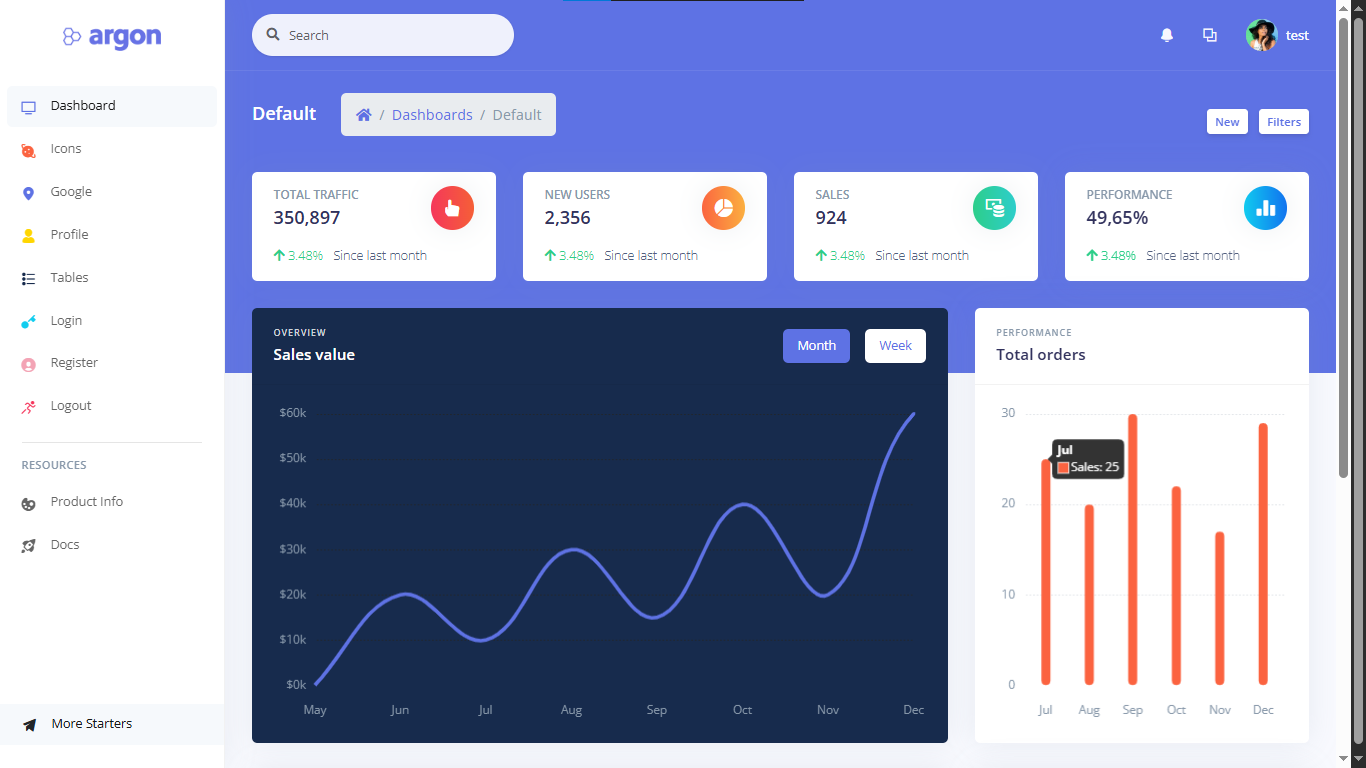 argon
Dashboard
Icons
Google
Profile
Tables
Login
Register
Logout
RESOURCES
Product Info
Docs
More Starters
Search
test
Default
/ Dashboards / Default
New
Filters
TOTAL TRAFFIC
350,897
3.48% Since last month
NEW USERS
2,356
3.48% Since last month
SALES
924
3.48% Since last month
PERFORMANCE
49,65%
3.48% Since last month
OVERVIEW
Sales value
Month
Week
$60k
$50k
$40k
$30k
$20k
$10k
$0k
May Jun Jul Aug Sep Oct Nov Dec
PERFORMANCE
Total orders
30
20
10
0
Jul
Sales: 25
Jul Aug Sep Oct Nov Dec